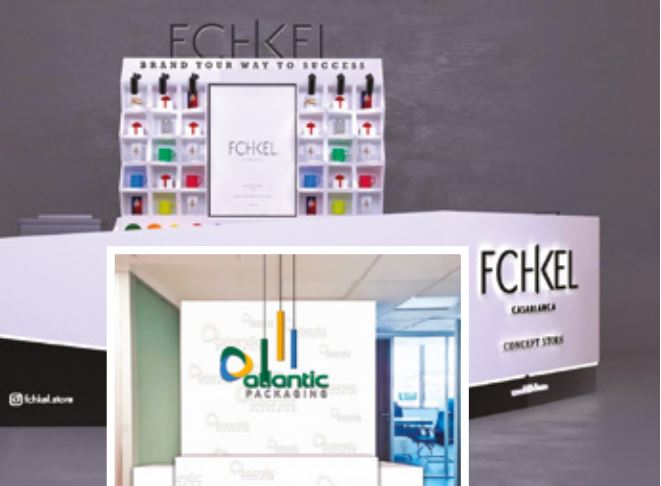 FCHKEL
BRAND YOUR WAY TO SUCCESS
FCHKEL
FCHKEL
CASABLANCA
CONCEPT STORE
fchkel.store
atlantic
PACKAGING